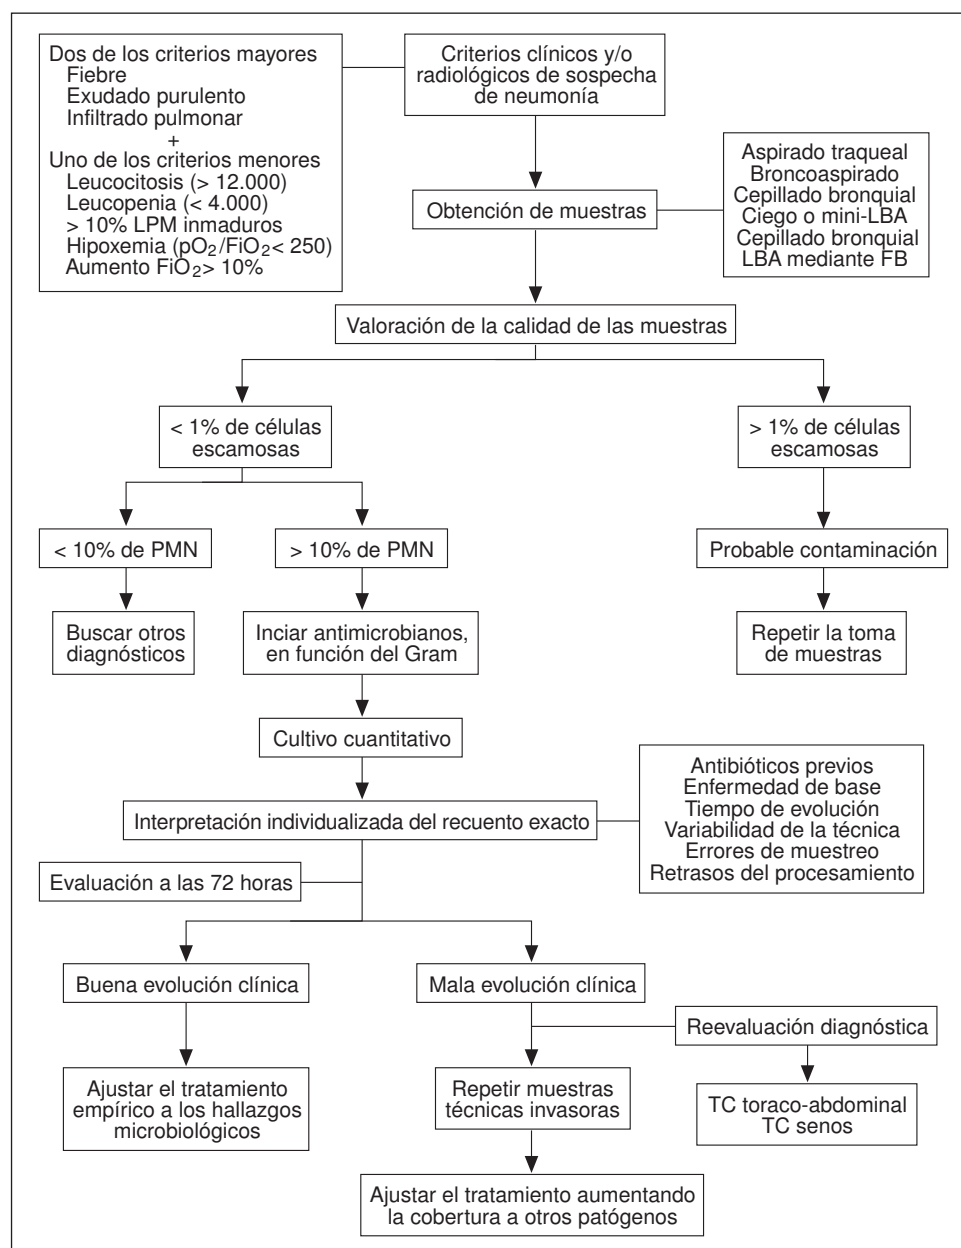 Dos de los criterios mayores
Fiebre
Exudado purulento
Infiltrado pulmonar
+
Uno de los criterios menores
Leucocitosis (> 12.000)
Leucopenia (< 4.000)
> 10% LPM inmaduros
Hipoxemia (pO₂/FiO₂< 250)
Aumento FiO₂> 10%
Criterios clínicos y/o
radiológicos de sospecha
de neumonía
Obtención de muestras
Aspirado traqueal
Broncoaspirado
Cepillado bronquial
Ciego o mini-LBA
Cepillado bronquial
LBA mediante FB
Valoración de la calidad de las muestras
< 1% de células
escamosas
> 1% de células
escamosas
< 10% de PMN
> 10% de PMN
Probable contaminación
Buscar otros
diagnósticos
Inciar antimicrobianos,
en función del Gram
Repetir la toma
de muestras
Cultivo cuantitativo
Interpretación individualizada del recuento exacto
Antibióticos previos
Enfermedad de base
Tiempo de evolución
Variabilidad de la técnica
Errores de muestreo
Retrasos del procesamiento
Evaluación a las 72 horas
Buena evolución clínica
Mala evolución clínica
Reevaluación diagnóstica
Ajustar el tratamiento
empírico a los hallazgos
microbiológicos
Repetir muestras
técnicas invasoras
TC toraco-abdominal
TC senos
Ajustar el tratamiento aumentando
la cobertura a otros patógenos